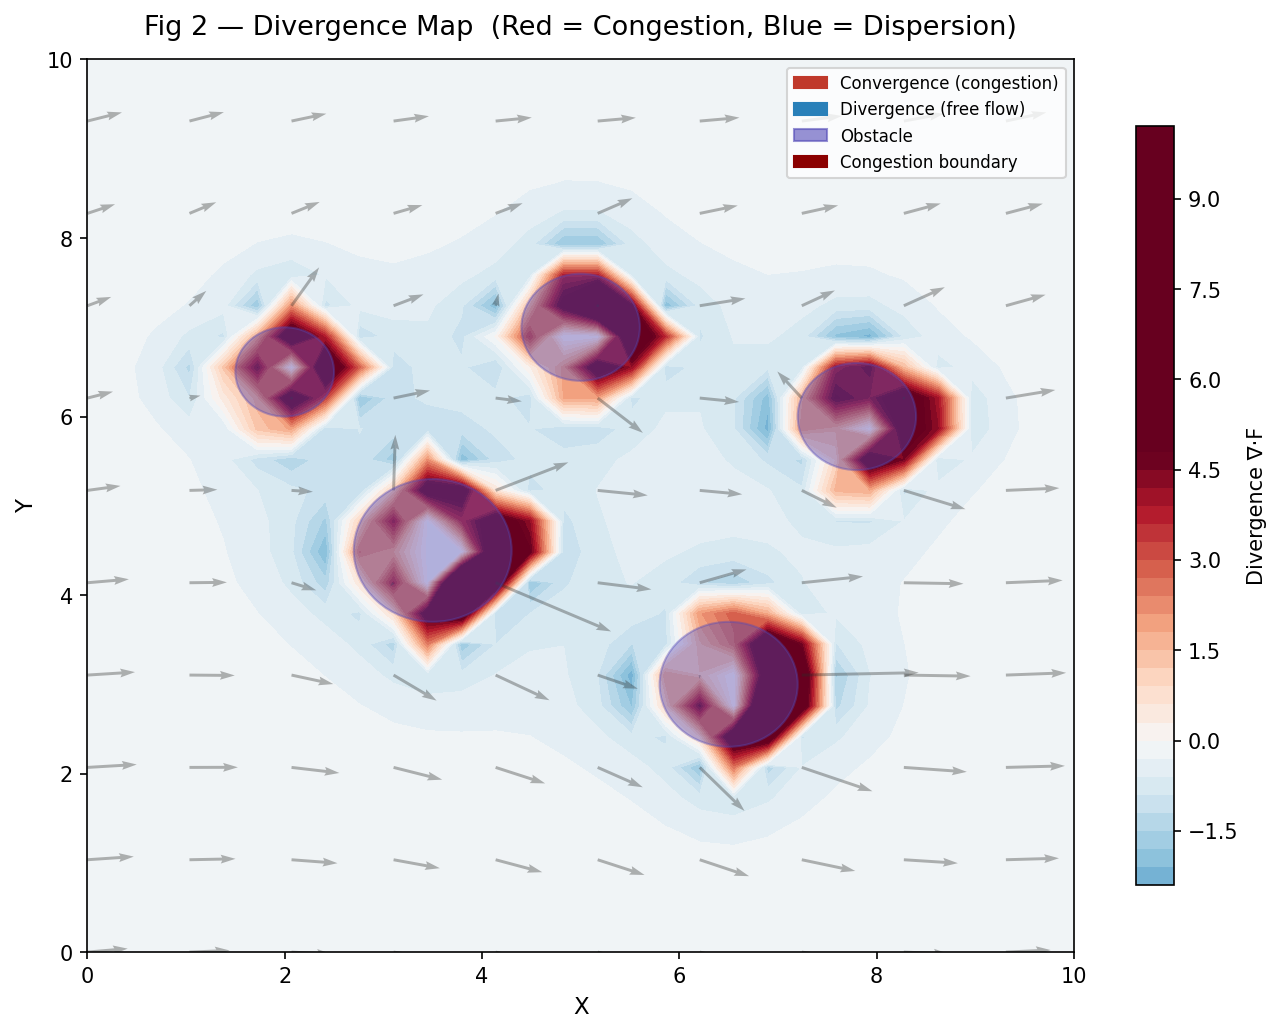 Fig 2 — Divergence Map  (Red = Congestion, Blue = Dispersion)
Convergence (congestion)
Divergence (free flow)
Obstacle
Congestion boundary
10
8
6
4
2
0
Y
0 2 4 6 8 10
X
9.0
7.5
6.0
4.5
3.0
1.5
0.0
−1.5
Divergence ∇·F